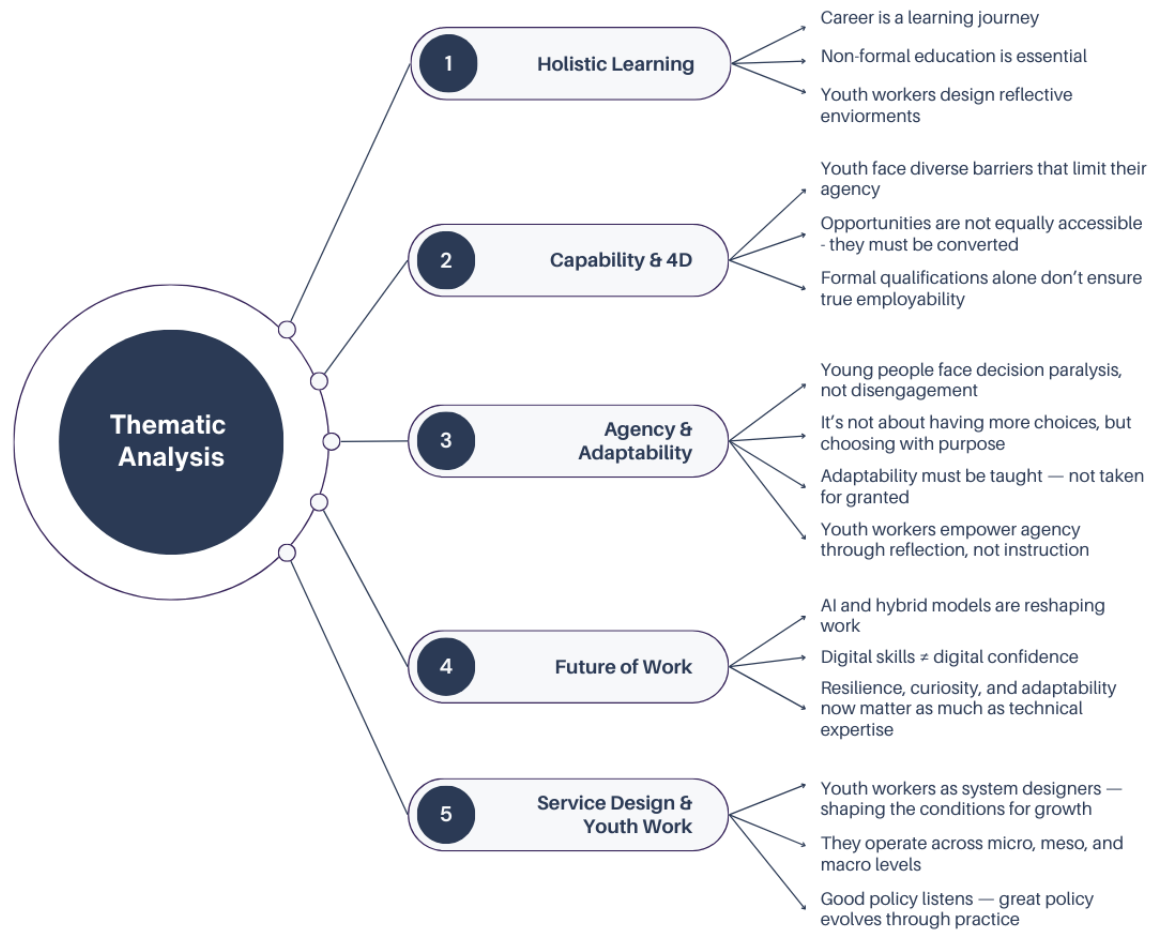 Thematic
Analysis
1
Holistic Learning
Career is a learning journey
Non-formal education is essential
Youth workers design reflective
enviorments
2
Capability & 4D
Youth face diverse barriers that limit their
agency
Opportunities are not equally accessible
- they must be converted
Formal qualifications alone don’t ensure
true employability
3
Agency &
Adaptability
Young people face decision paralysis,
not disengagement
It’s not about having more choices, but
choosing with purpose
Adaptability must be taught — not taken
for granted
Youth workers empower agency
through reflection, not instruction
4
Future of Work
AI and hybrid models are reshaping
work
Digital skills ≠ digital confidence
Resilience, curiosity, and adaptability
now matter as much as technical
expertise
5
Service Design &
Youth Work
Youth workers as system designers —
shaping the conditions for growth
They operate across micro, meso, and
macro levels
Good policy listens — great policy
evolves through practice